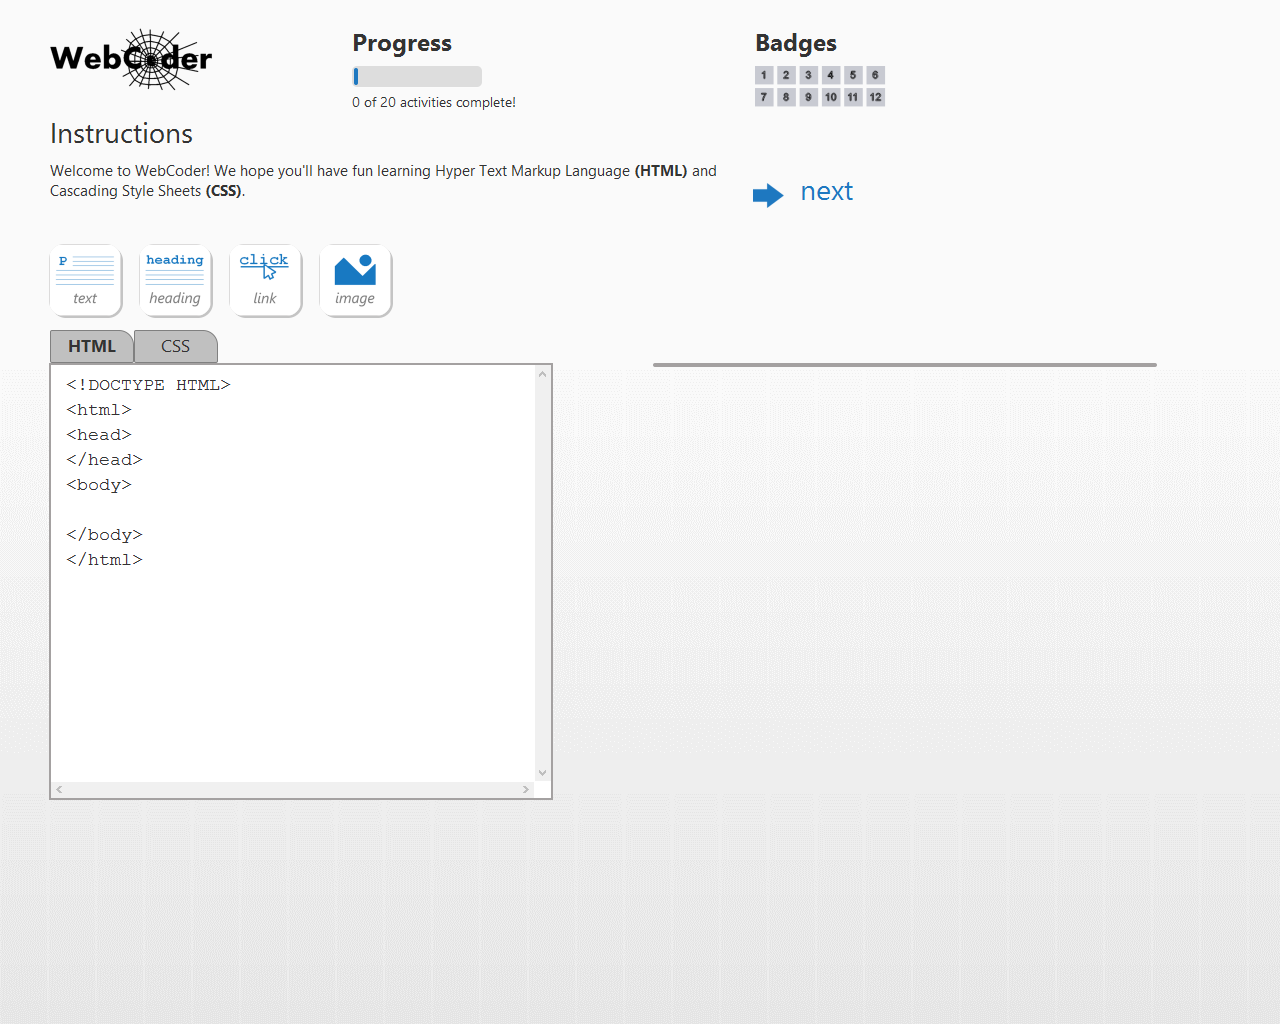 WebCoder
Progress
0 of 20 activities complete!
Badges
1 2 3 4 5 6
7 8 9 10 11 12
Instructions
Welcome to WebCoder! We hope you'll have fun learning Hyper Text Markup Language (HTML) and
Cascading Style Sheets (CSS).
next
P
text
heading
heading
click
link
image
HTML CSS
<!DOCTYPE HTML>
<html>
<head>
</head>
<body>
</body>
</html>